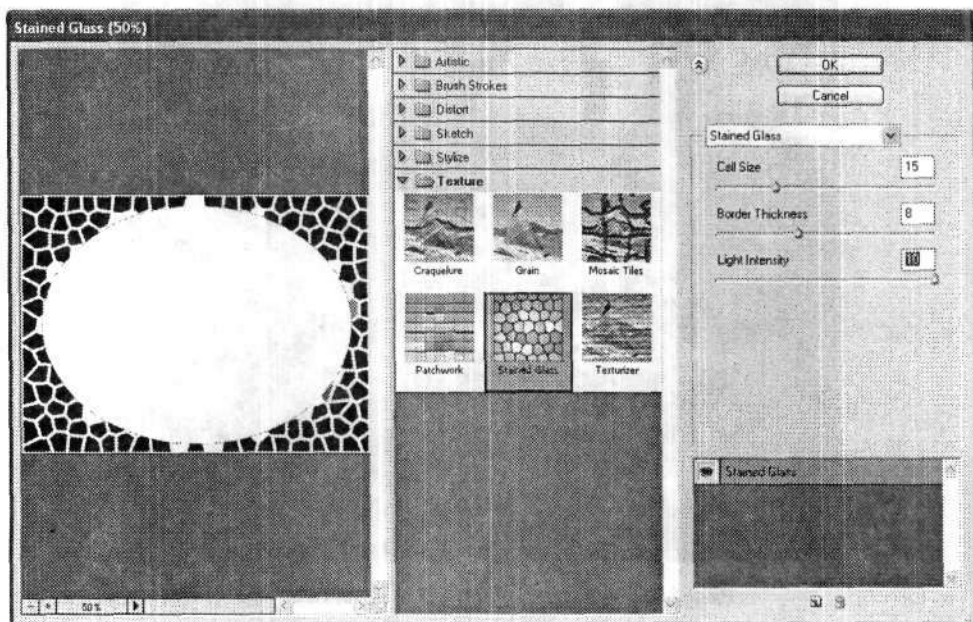 Stained Glass (50%)
Artistic
Brush Strokes
Distort
Sketch
Stylize
Texture
Craquelure
Grain
Mosaic Tiles
Patchwork
Stained Glass
Texturizer
50%
OK
Cancel
Stained Glass
Cell Size 15
Border Thickness 8
Light Intensity 10
Stained Glass